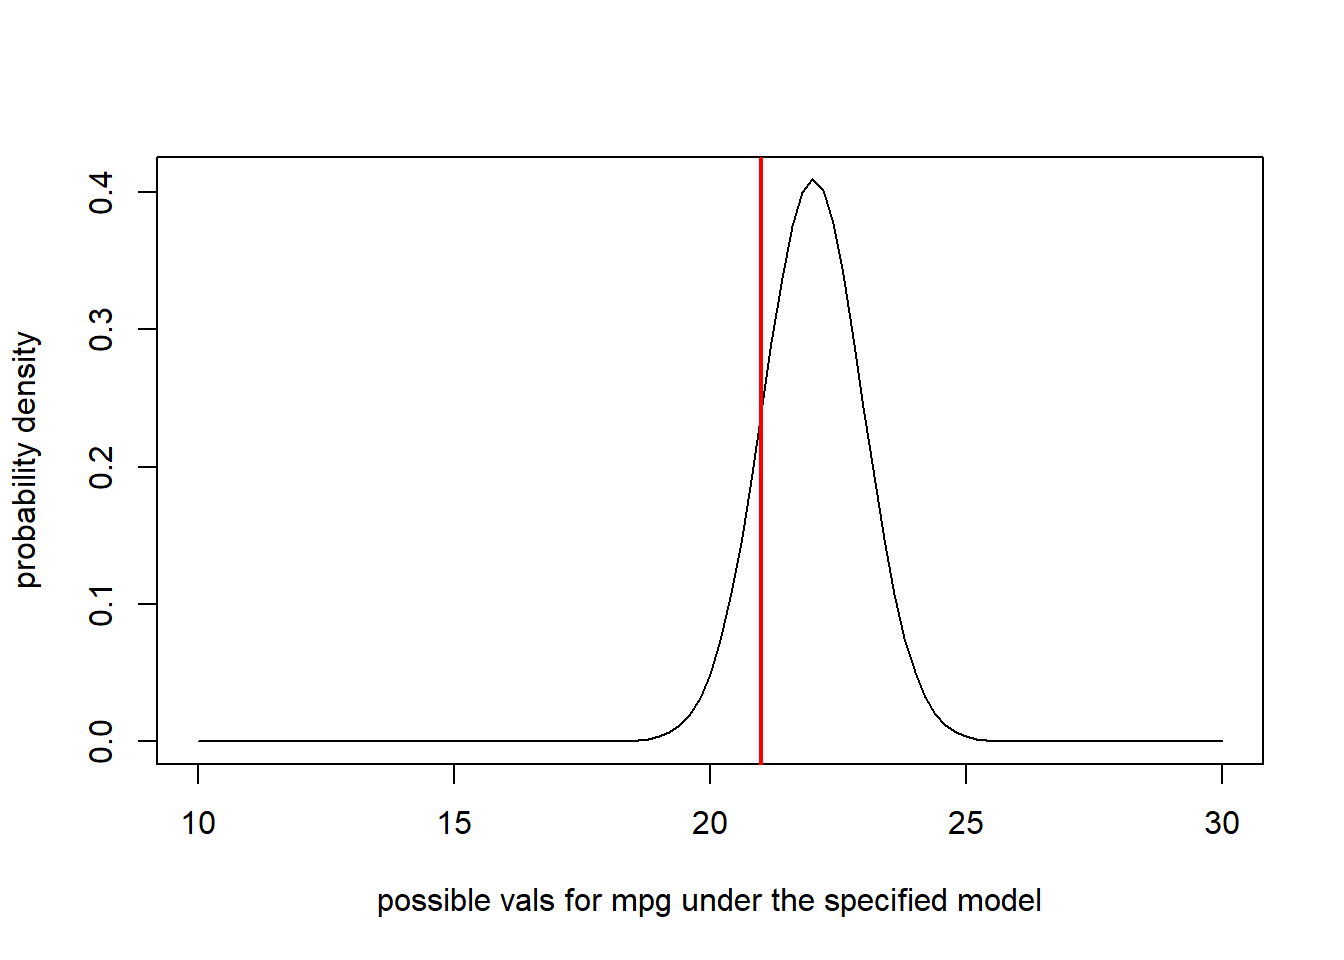 0.4
0.3
0.2
0.1
0.0
probability density
10 15 20 25 30
possible vals for mpg under the specified model